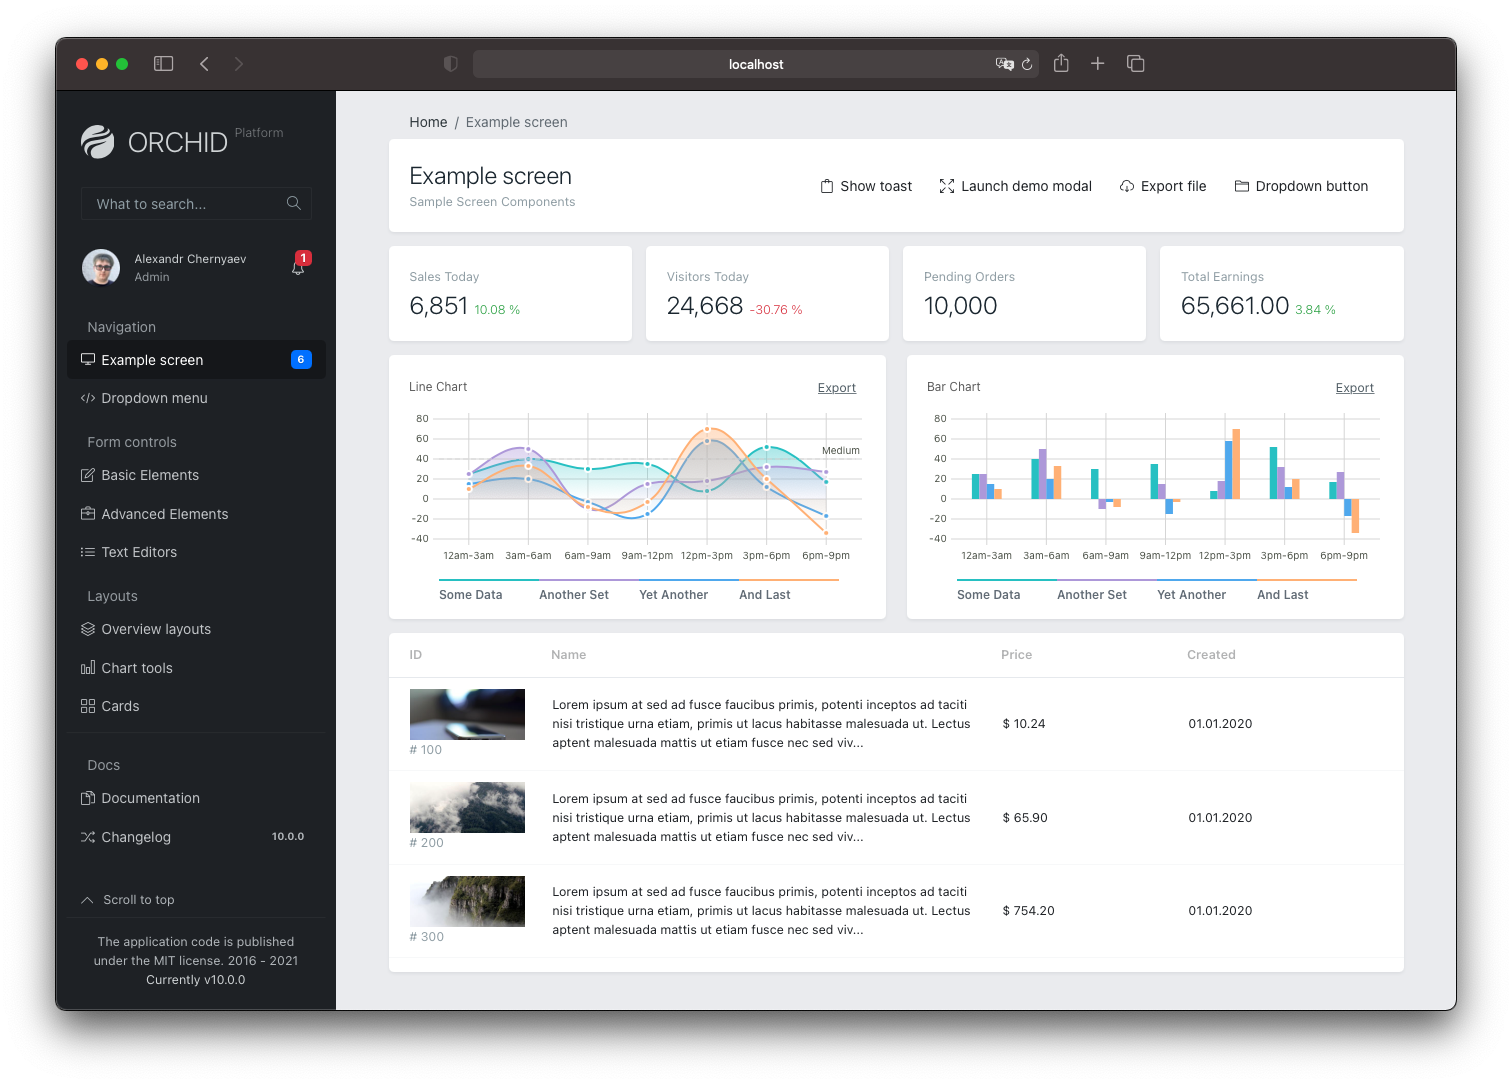 localhost
ORCHID Platform
What to search...
Alexandr Chernyaev
Admin
1
Navigation
Example screen 6
Dropdown menu
Form controls
Basic Elements
Advanced Elements
Text Editors
Layouts
Overview layouts
Chart tools
Cards
Docs
Documentation
Changelog 10.0.0
Scroll to top
The application code is published
under the MIT license. 2016 - 2021
Currently v10.0.0
Home / Example screen
Example screen
Sample Screen Components
Show toast Launch demo modal Export file Dropdown button
Sales Today
6,851 10.08 %
Visitors Today
24,668 -30.76 %
Pending Orders
10,000
Total Earnings
65,661.00 3.84 %
Line Chart Export
80
60
Medium
40
20
0
-20
-40
12am-3am 3am-6am 6am-9am 9am-12pm 12pm-3pm 3pm-6pm 6pm-9pm
Some Data Another Set Yet Another And Last
Bar Chart Export
80
60
40
20
0
-20
-40
12am-3am 3am-6am 6am-9am 9am-12pm 12pm-3pm 3pm-6pm 6pm-9pm
Some Data Another Set Yet Another And Last
ID Name Price Created
# 100
Lorem ipsum at sed ad fusce faucibus primis, potenti inceptos ad taciti
nisi tristique urna etiam, primis ut lacus habitasse malesuada ut. Lectus
aptent malesuada mattis ut etiam fusce nec sed viv...
$ 10.24
01.01.2020
# 200
Lorem ipsum at sed ad fusce faucibus primis, potenti inceptos ad taciti
nisi tristique urna etiam, primis ut lacus habitasse malesuada ut. Lectus
aptent malesuada mattis ut etiam fusce nec sed viv...
$ 65.90
01.01.2020
# 300
Lorem ipsum at sed ad fusce faucibus primis, potenti inceptos ad taciti
nisi tristique urna etiam, primis ut lacus habitasse malesuada ut. Lectus
aptent malesuada mattis ut etiam fusce nec sed viv...
$ 754.20
01.01.2020